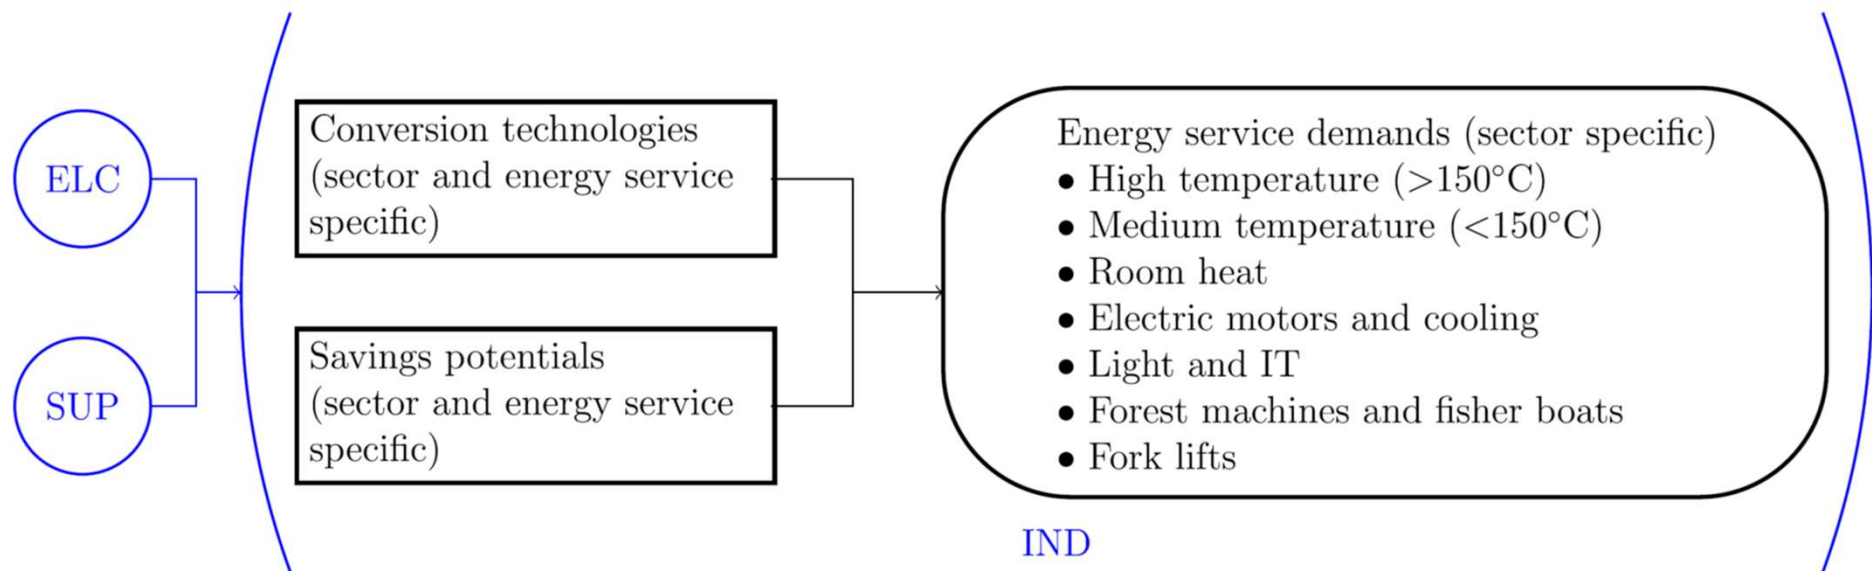 ELC
SUP
Conversion technologies
(sector and energy service
specific)
Savings potentials
(sector and energy service
specific)
Energy service demands (sector specific)
• High temperature (>150°C)
• Medium temperature (<150°C)
• Room heat
• Electric motors and cooling
• Light and IT
• Forest machines and fisher boats
• Fork lifts
IND